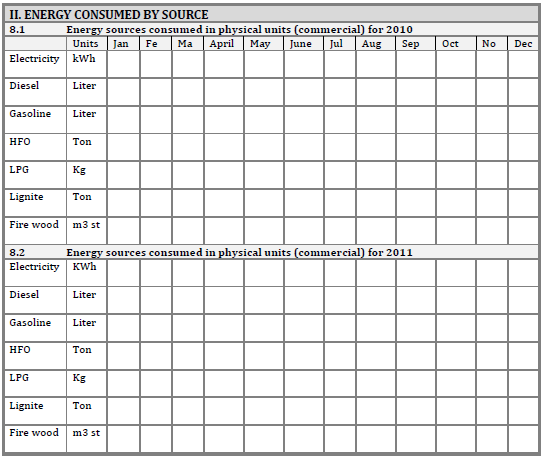 II. ENERGY CONSUMED BY SOURCE
8.1 Energy sources consumed in physical units (commercial) for 2010
Units Jan Fe Ma April May June Jul Aug Sep Oct No Dec
Electricity kWh
Diesel Liter
Gasoline Liter
HFO Ton
LPG Kg
Lignite Ton
Fire wood m3 st
8.2 Energy sources consumed in physical units (commercial) for 2011
Electricity KWh
Diesel Liter
Gasoline Liter
HFO Ton
LPG Kg
Lignite Ton
Fire wood m3 st